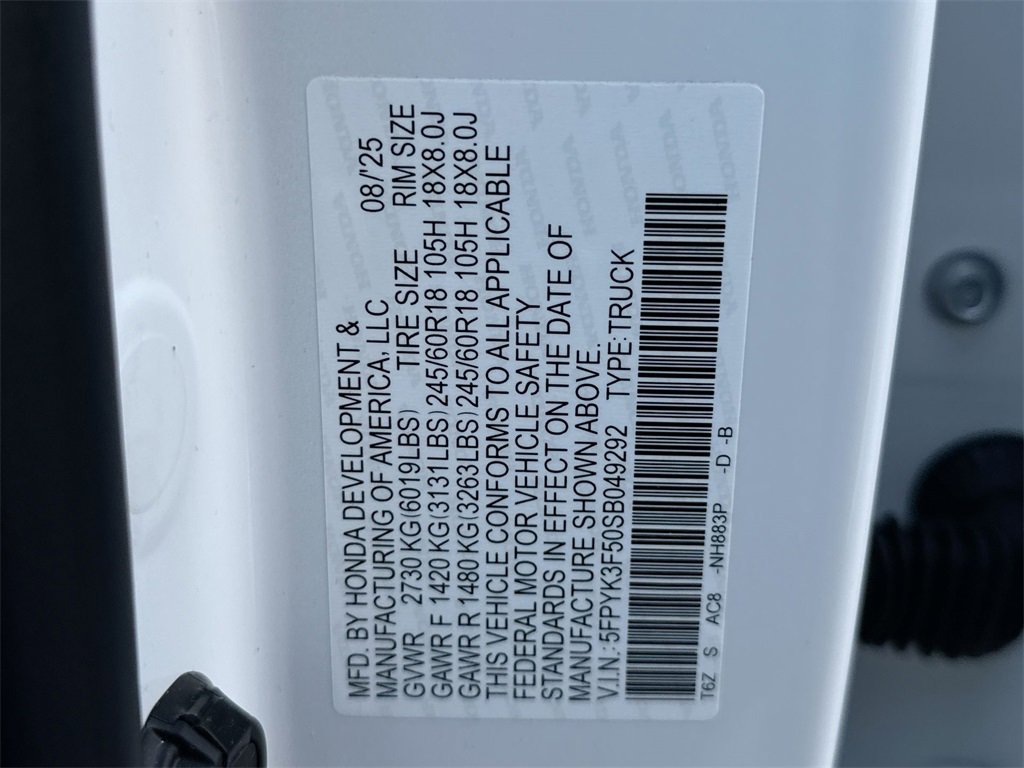 MFD. BY HONDA DEVELOPMENT &
MANUFACTURING OF AMERICA, LLC 08/'25
GVWR 2730 KG(6019LBS) TIRE SIZE RIM SIZE
GAWR F 1420 KG(3131LBS) 245/60R18 105H 18X8.0J
GAWR R 1480 KG(3263LBS) 245/60R18 105H 18X8.0J
THIS VEHICLE CONFORMS TO ALL APPLICABLE
FEDERAL MOTOR VEHICLE SAFETY
STANDARDS IN EFFECT ON THE DATE OF
MANUFACTURE SHOWN ABOVE.
V.I.N.:5FPYK3F50SB049292 TYPE:TRUCK
T6Z S AC8 -NH883P -D -B